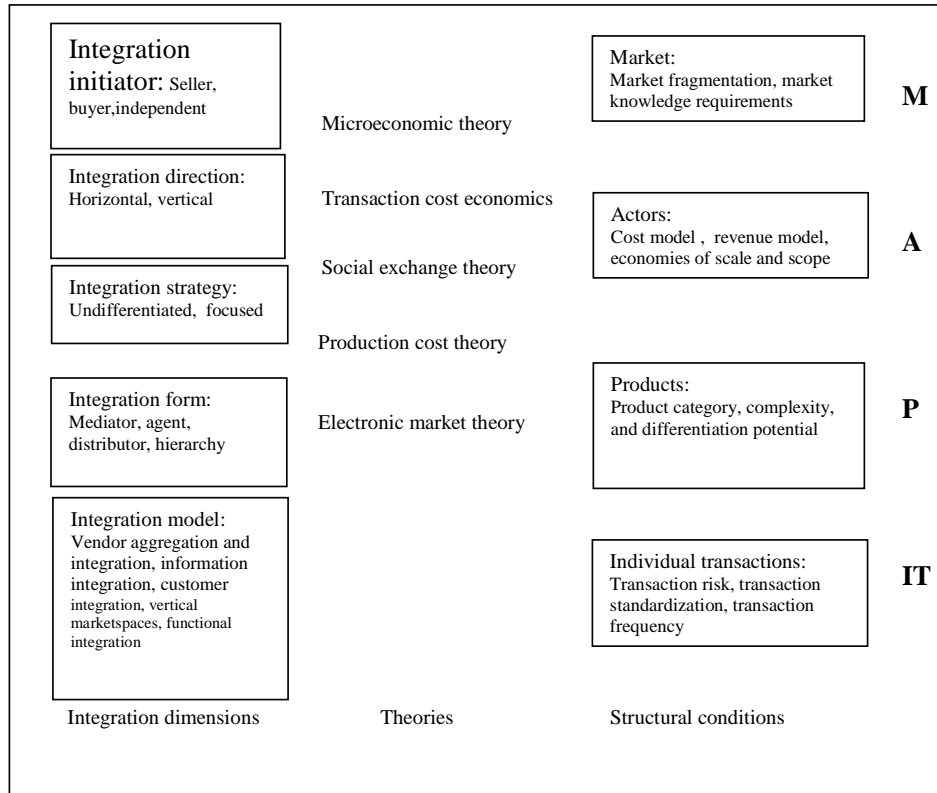 Integration
initiator: Seller,
buyer,independent
Integration direction:
Horizontal, vertical
Integration strategy:
Undifferentiated, focused
Integration form:
Mediator, agent,
distributor, hierarchy
Integration model:
Vendor aggregation and
integration, information
integration, customer
integration, vertical
marketspaces, functional
integration
Integration dimensions
Microeconomic theory
Transaction cost economics
Social exchange theory
Production cost theory
Electronic market theory
Theories
Market:
Market fragmentation, market
knowledge requirements
M
Actors:
Cost model , revenue model,
economies of scale and scope
A
Products:
Product category, complexity,
and differentiation potential
P
Individual transactions:
Transaction risk, transaction
standardization, transaction
frequency
IT
Structural conditions